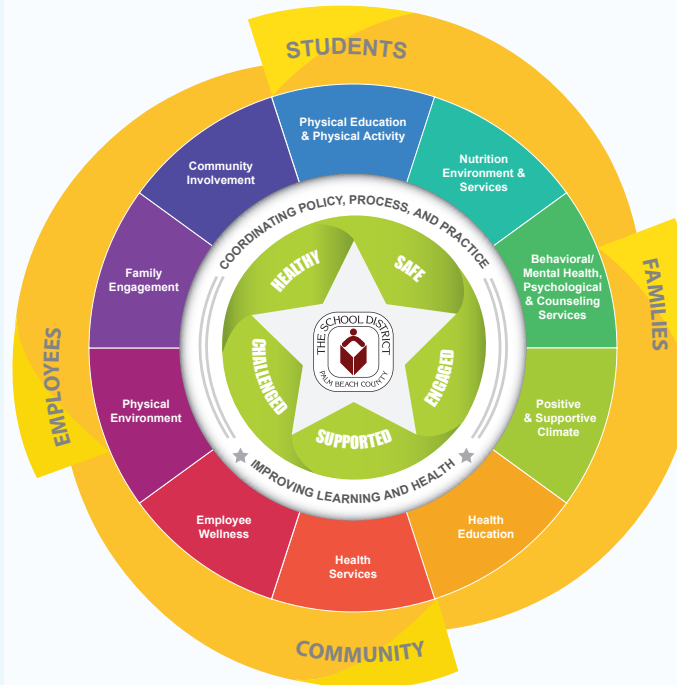 STUDENTS
FAMILIES
COMMUNITY
EMPLOYEES
Physical Education
& Physical Activity
Nutrition
Environment &
Services
Behavioral/
Mental Health,
Psychological
& Counseling
Services
Positive
& Supportive
Climate
Health
Education
Health
Services
Employee
Wellness
Physical
Environment
Family
Engagement
Community
Involvement
COORDINATING POLICY, PROCESS, AND PRACTICE
IMPROVING LEARNING AND HEALTH
HEALTHY
SAFE
ENGAGED
SUPPORTED
CHALLENGED
THE SCHOOL DISTRICT
PALM BEACH COUNTY